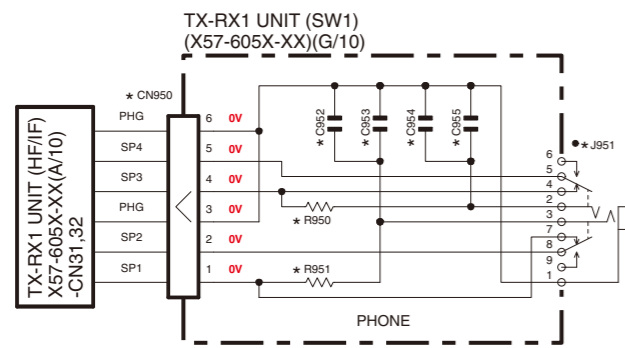 TX-RX1 UNIT (SW1)
(X57-605X-XX)(G/10)
* CN950
TX-RX1 UNIT (HF/IF)
X57-605X-XX(A/10)
-CN31,32
PHG 6 0V
SP4 5 0V
SP3 4 0V
PHG 3 0V
SP2 2 0V
SP1 1 0V
* C952
* C953
* C954
* C955
* R950
* R951
* J951
6
5
4
2
3
7
8
9
1
PHONE